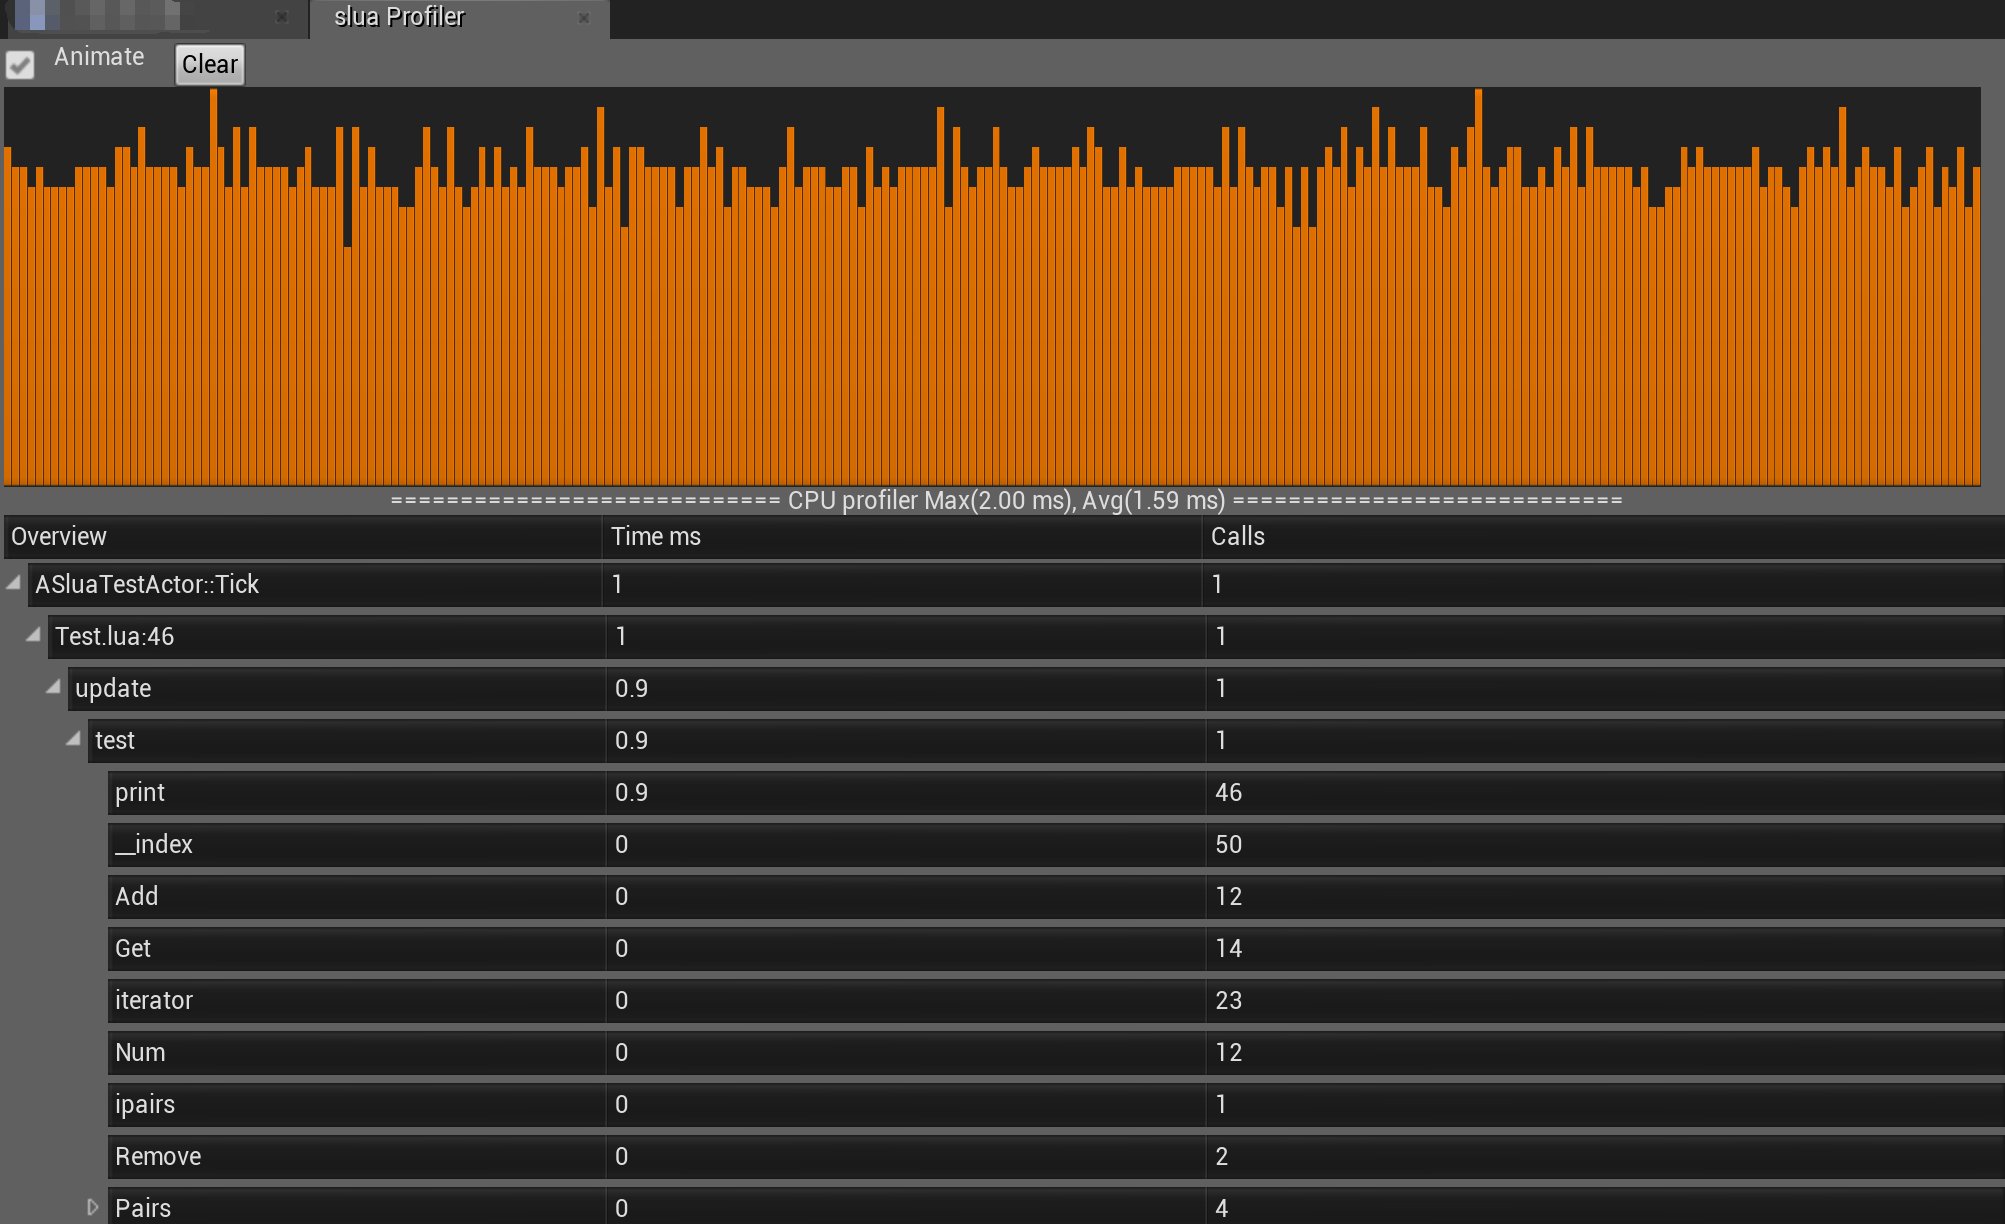 slua Profiler
Animate Clear
============================ CPU profiler Max(2.00 ms), Avg(1.59 ms) ============================
Overview Time ms Calls
ASluaTestActor::Tick 1 1
Test.lua:46 1 1
update 0.9 1
test 0.9 1
print 0.9 46
__index 0 50
Add 0 12
Get 0 14
iterator 0 23
Num 0 12
ipairs 0 1
Remove 0 2
Pairs 0 4